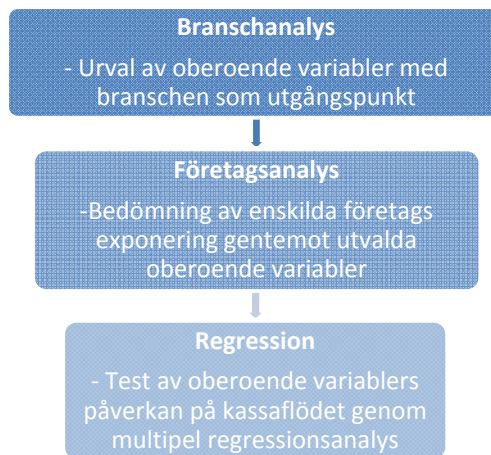 Branschanalys
- Urval av oberoende variabler med
branschen som utgångspunkt
Företagsanalys
-Bedömning av enskilda företags
exponering gentemot utvalda
oberoende variabler
Regression
- Test av oberoende variablers
påverkan på kassaflödet genom
multipel regressionsanalys